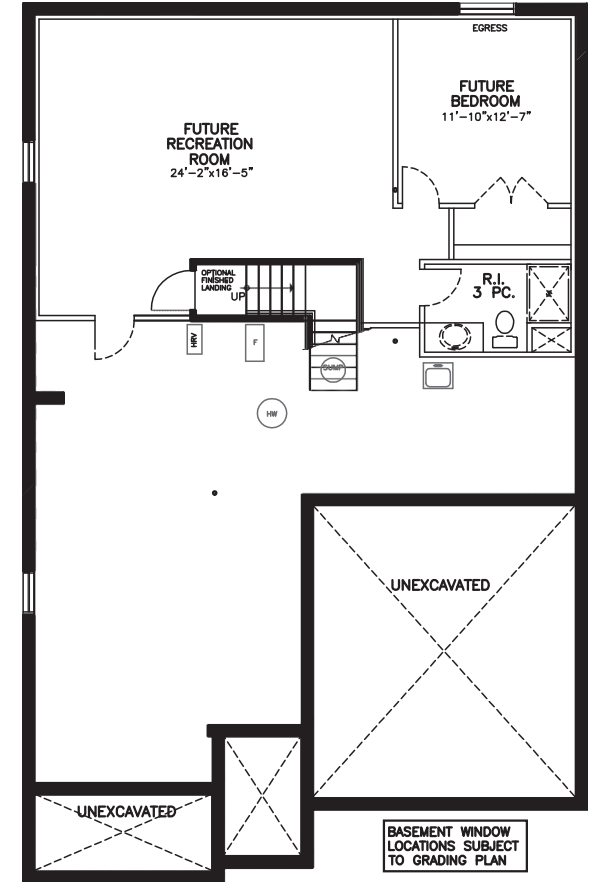 EGRESS
FUTURE
BEDROOM
11'-10"x12'-7"
FUTURE
RECREATION
ROOM
24'-2"x16'-5"
OPTIONAL
FINISHED
LANDING
UP
R.I.
3 PC.
HRV
F
SUMP
HW
UNEXCAVATED
UNEXCAVATED
BASEMENT WINDOW
LOCATIONS SUBJECT
TO GRADING PLAN